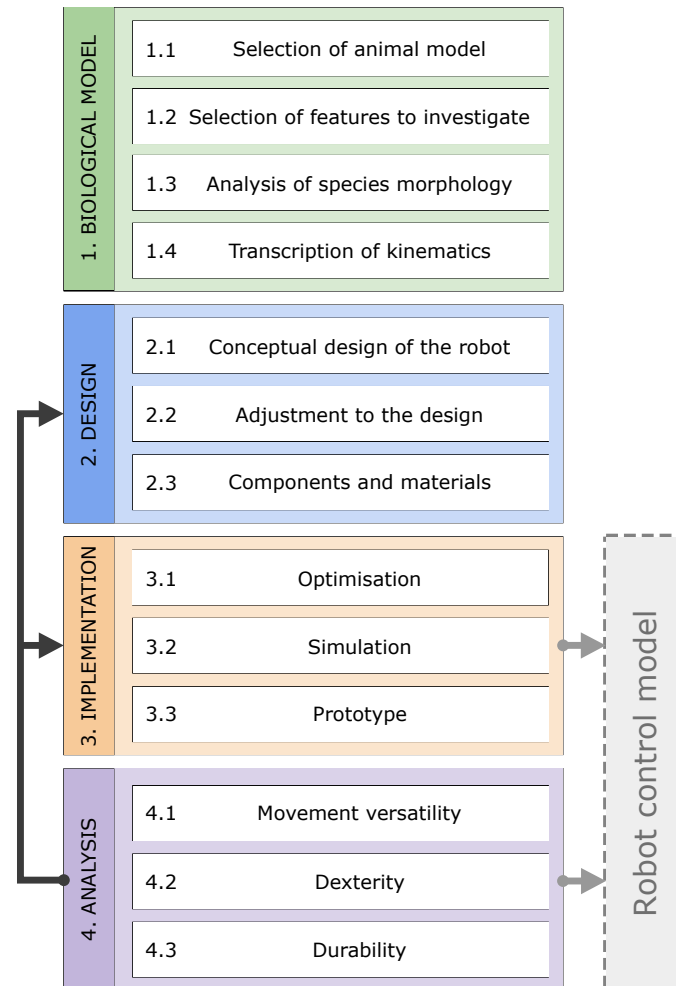 1. BIOLOGICAL MODEL
1.1 Selection of animal model
1.2 Selection of features to investigate
1.3 Analysis of species morphology
1.4 Transcription of kinematics
2. DESIGN
2.1 Conceptual design of the robot
2.2 Adjustment to the design
2.3 Components and materials
3. IMPLEMENTATION
3.1 Optimisation
3.2 Simulation
3.3 Prototype
4. ANALYSIS
4.1 Movement versatility
4.2 Dexterity
4.3 Durability
Robot control model